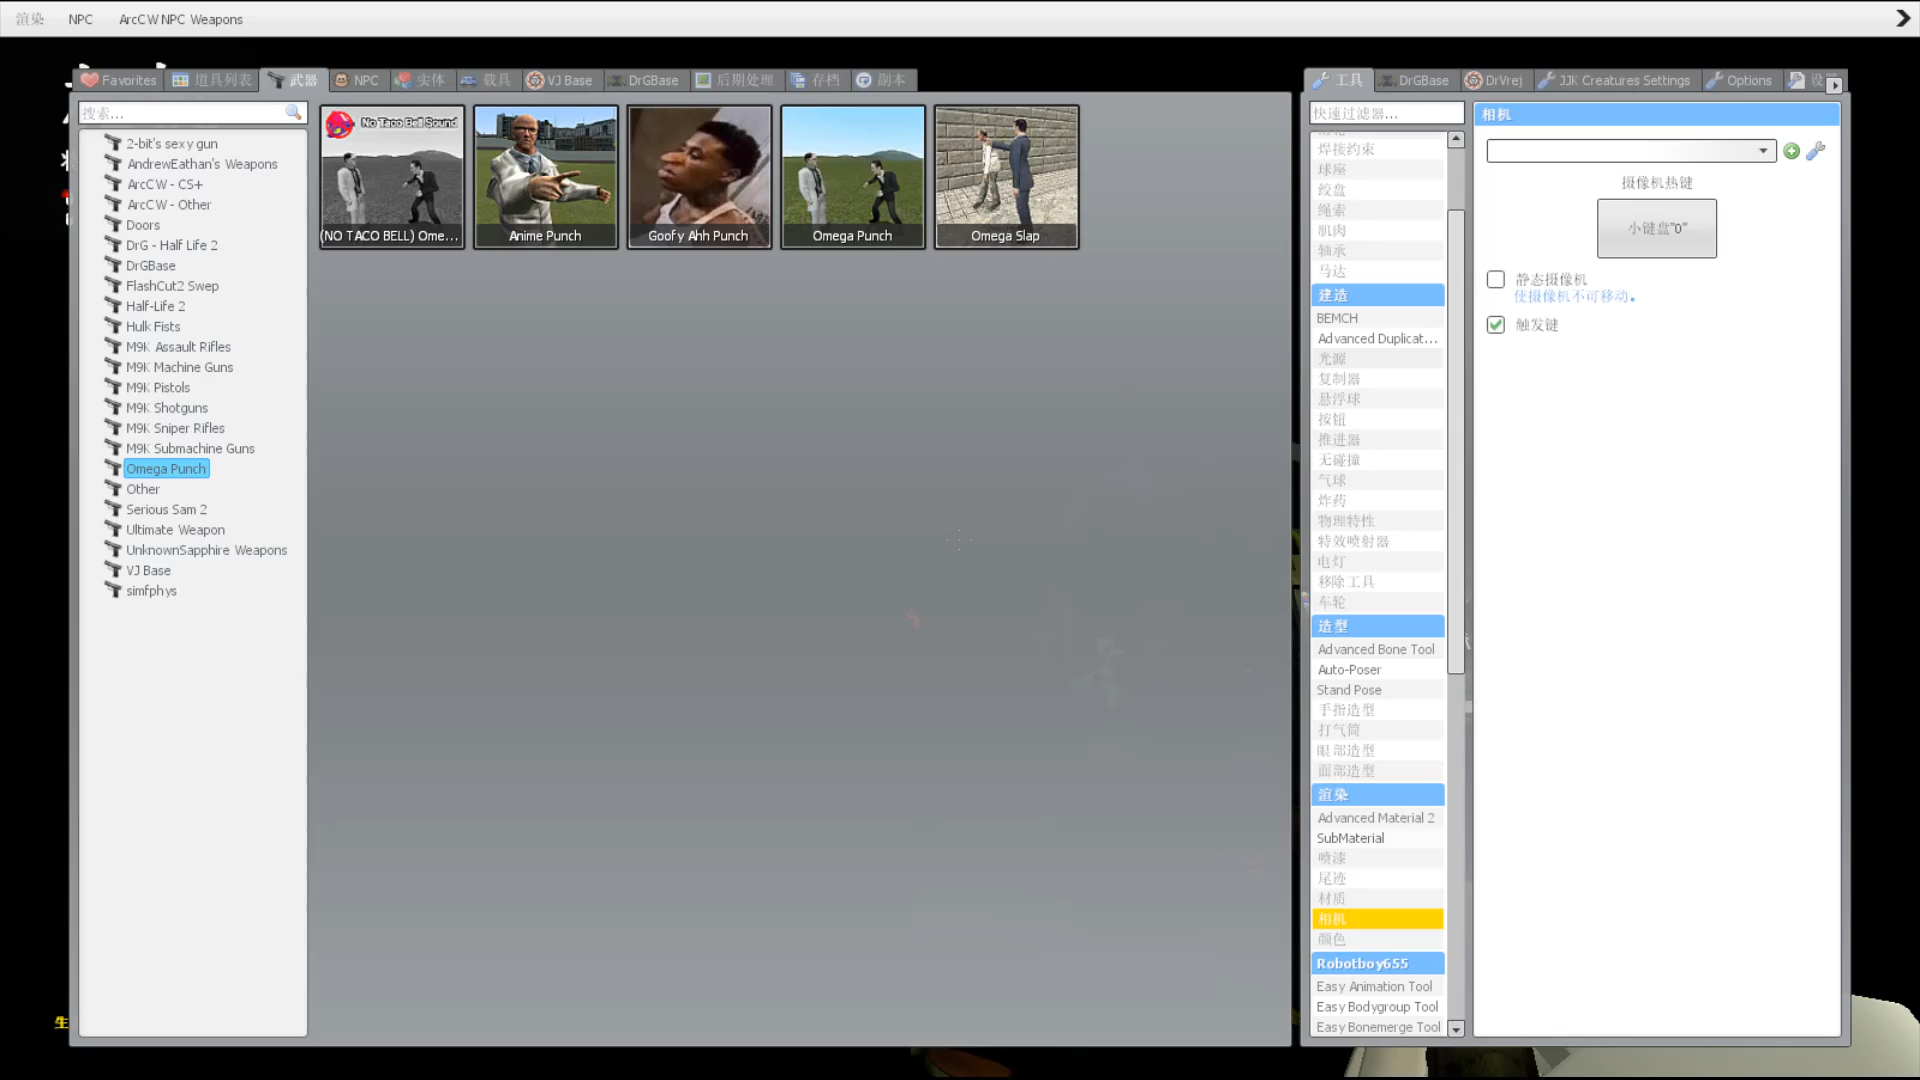 渲染 NPC ArcCW NPC Weapons
Favorites 道具列表 武器 NPC 实体 载具 VJ Base DrGBase 后期处理 存档 副本
搜索...
2-bit's sexy gun
AndrewEathan's Weapons
ArcCW - CS+
ArcCW - Other
Doors
DrG - Half Life 2
DrGBase
FlashCut2 Swep
Half-Life 2
Hulk Fists
M9K Assault Rifles
M9K Machine Guns
M9K Pistols
M9K Shotguns
M9K Sniper Rifles
M9K Submachine Guns
Omega Punch
Other
Serious Sam 2
Ultimate Weapon
UnknownSapphire Weapons
VJ Base
simfphys
生
No Taco Bell Sound
(NO TACO BELL) Ome...
Anime Punch
Goofy Ahh Punch
Omega Punch
Omega Slap
工具 DrGBase DrVrej JJK Creatures Settings Options
快速过滤器...
焊接约束
球座
绞盘
绳索
肌肉
轴承
马达
建造
BEMCH
Advanced Duplicat...
光源
复制器
悬浮球
按钮
推进器
无碰撞
气球
炸药
物理特性
特效喷射器
电灯
移除工具
车轮
造型
Advanced Bone Tool
Auto-Poser
Stand Pose
手指造型
打气筒
眼部造型
面部造型
渲染
Advanced Material 2
SubMaterial
喷漆
尾迹
材质
相机
颜色
Robotboy655
Easy Animation Tool
Easy Bodygroup Tool
Easy Bonemerge Tool
相机
摄像机热键
小键盘"0"
静态摄像机
使摄像机不可移动。
触发键